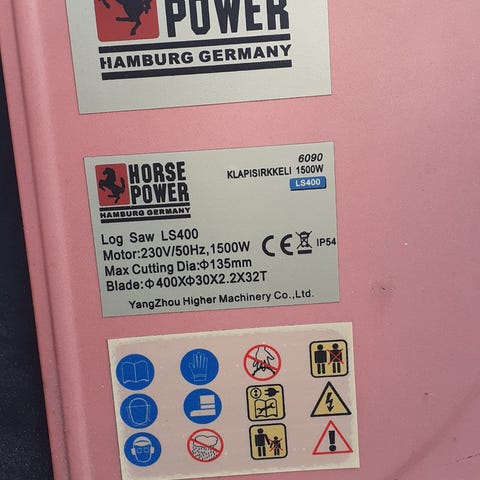 POWER
HAMBURG GERMANY
HORSE
POWER
HAMBURG GERMANY
6090
KLAPISIRKKELI 1500W
LS400
Log Saw LS400
Motor:230V/50Hz,1500W
CE IP54
Max Cutting Dia:Φ135mm
Blade:Φ400XΦ30X2.2X32T
YangZhou Higher Machinery Co.,Ltd.